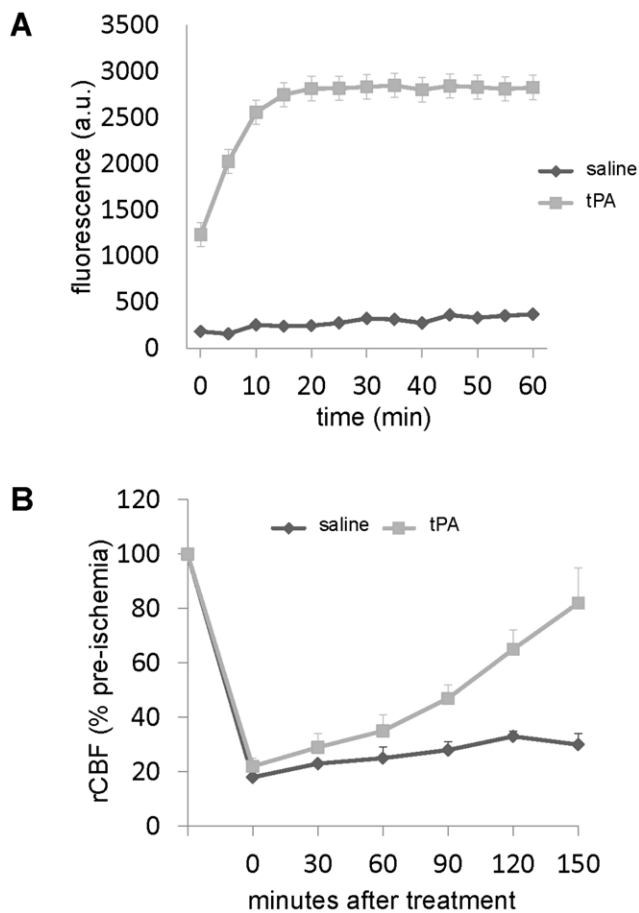 A
3500
3000
2500
2000
1500
1000
500
0
fluorescence (a.u.)
saline
tPA
0 10 20 30 40 50 60
time (min)
B
120
100
80
60
40
20
0
rCBF (% pre-ischemia)
saline tPA
0 30 60 90 120 150
minutes after treatment